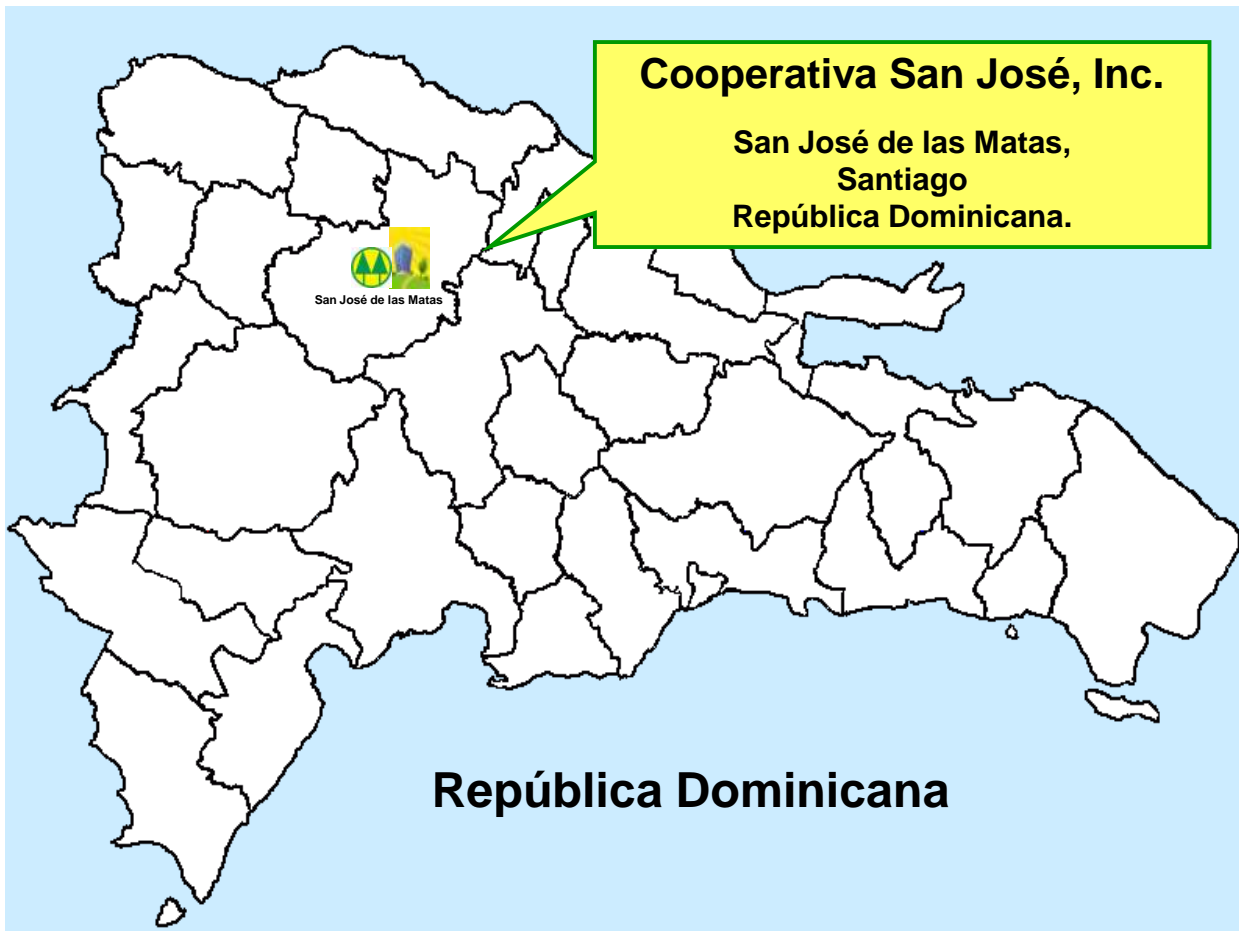 Cooperativa San José, Inc.
San José de las Matas,
Santiago
República Dominicana.
San José de las Matas
República Dominicana